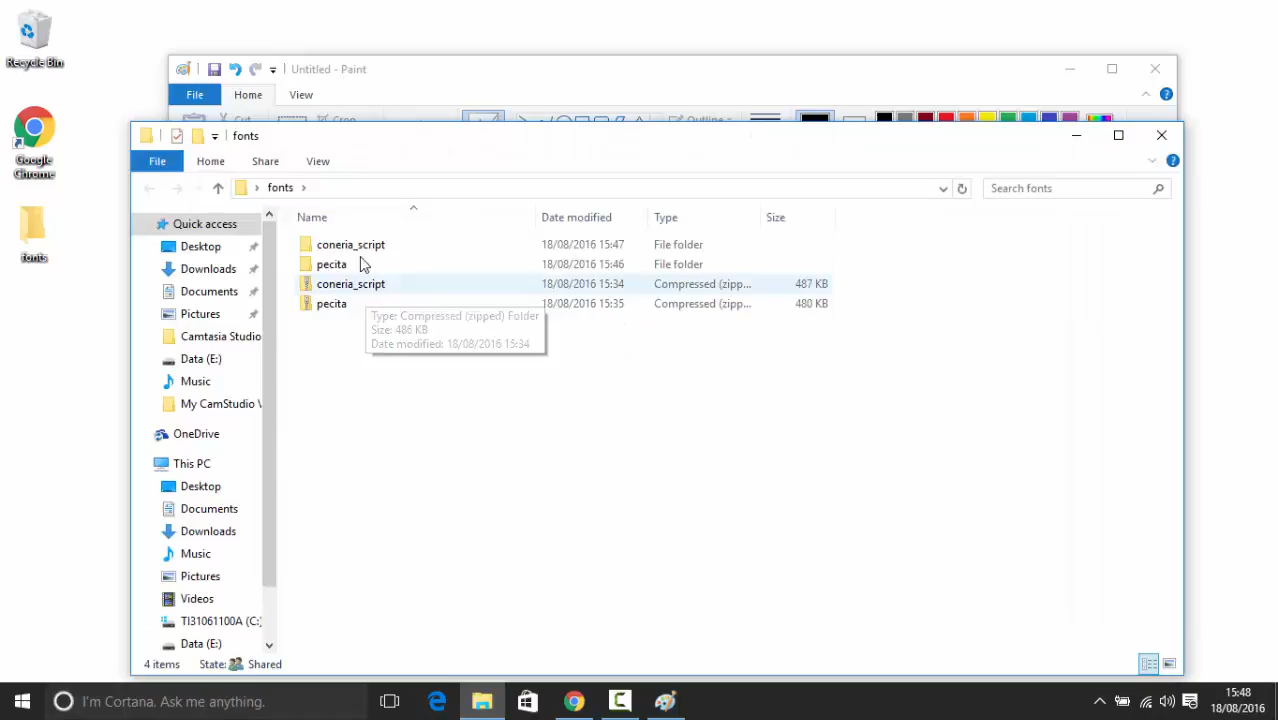 Recycle Bin
Google
Chrome
fonts
Untitled - Paint
File Home View
Cut
Crop
Outline
fonts
File Home Share View
fonts
Search fonts
Name Date modified Type Size
coneria_script 18/08/2016 15:47 File folder
pecita 18/08/2016 15:46 File folder
coneria_script 18/08/2016 15:34 Compressed (zipp... 487 KB
pecita 18/08/2016 15:35 Compressed (zipp... 480 KB
Type: Compressed (zipped) Folder
Size: 486 KB
Date modified: 18/08/2016 15:34
Quick access
Desktop
Downloads
Documents
Pictures
Camtasia Studio
Data (E:)
Music
My CamStudio V
OneDrive
This PC
Desktop
Documents
Downloads
Music
Pictures
Videos
TI31061100A (C:)
Data (E:)
4 items State: Shared
I'm Cortana. Ask me anything.
15:48
18/08/2016